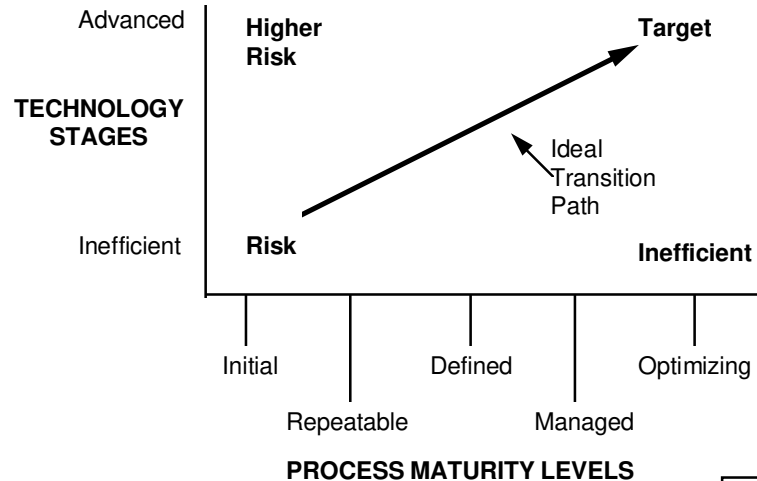 Advanced
Higher
Risk
Target
TECHNOLOGY
STAGES
Ideal
Transition
Path
Inefficient
Risk
Inefficient
Initial
Defined
Optimizing
Repeatable
Managed
PROCESS MATURITY LEVELS